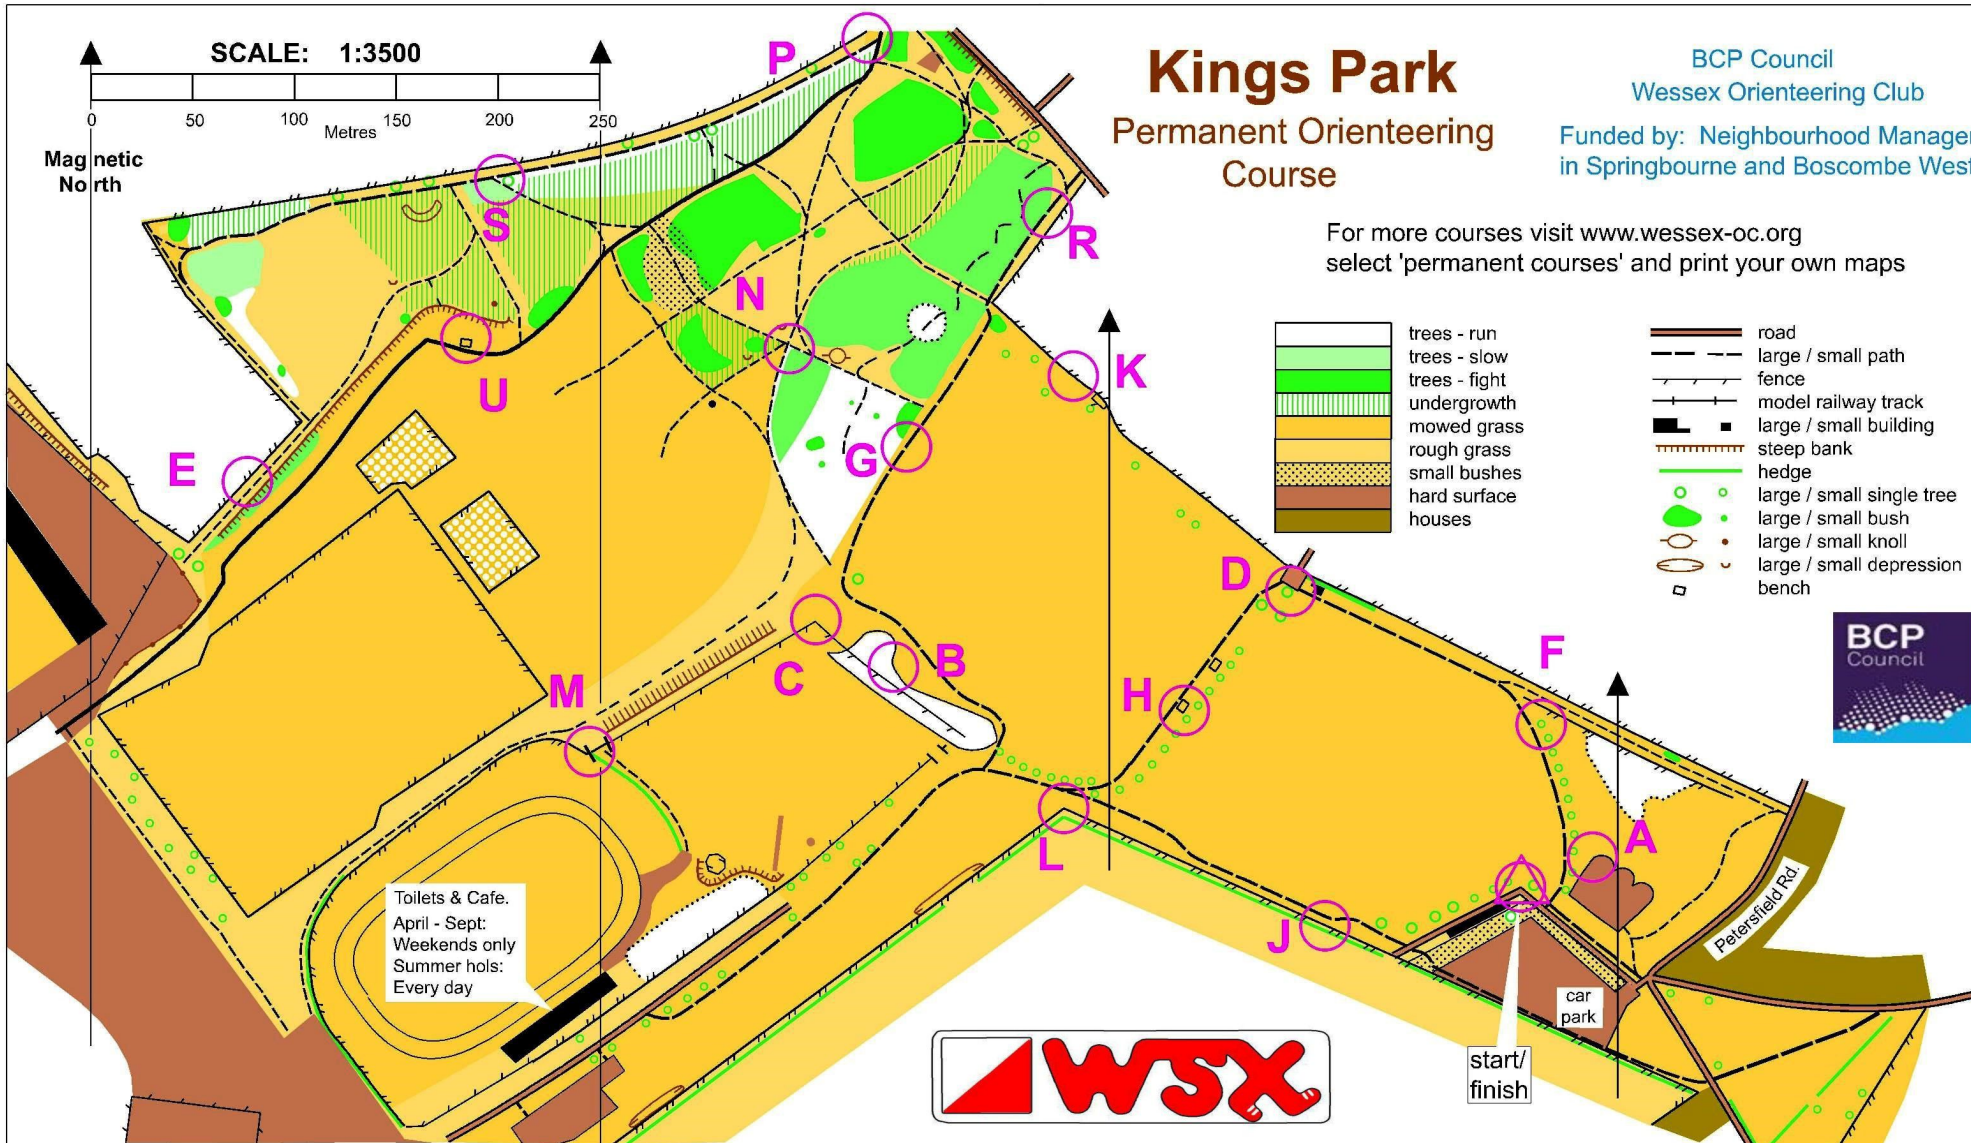 SCALE: 1:3500
0 50 100 150 200 250
Metres
Magnetic
North
Kings Park
Permanent Orienteering
Course
BCP Council
Wessex Orienteering Club
Funded by: Neighbourhood Manager
in Springbourne and Boscombe West
For more courses visit www.wessex-oc.org
select 'permanent courses' and print your own maps
trees - run
trees - slow
trees - fight
undergrowth
mowed grass
rough grass
small bushes
hard surface
houses
road
large / small path
fence
model railway track
large / small building
steep bank
hedge
large / small single tree
large / small bush
large / small knoll
large / small depression
bench
BCP
Council
P
S
R
N
K
U
G
E
D
F
B
C
H
M
A
L
J
Toilets & Cafe.
April - Sept:
Weekends only
Summer hols:
Every day
Petersfield Rd.
car
park
start/
finish
WSX